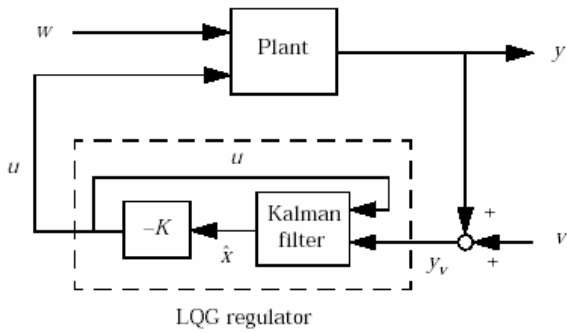 w
Plant
y
u
u
Kalman
filter
–K
x̂
y_v
+
+
v
LQG regulator